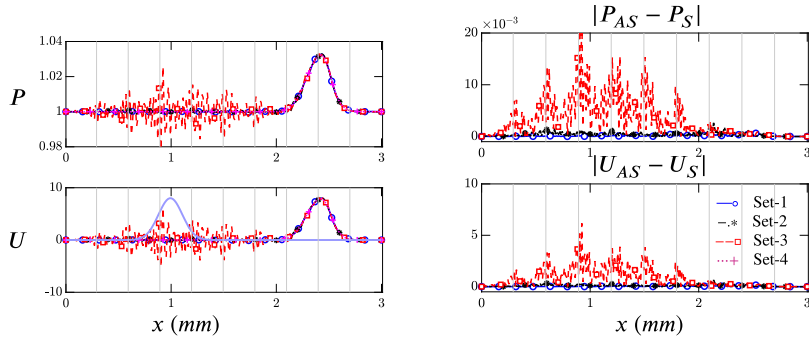 |P_AS − P_S|
1.04
1.02
1
0.98
P
0 1 2 3
20 ×10⁻³
10
0
0 1 2 3
|U_AS − U_S|
10
0
-10
U
0 1 2 3
x (mm)
10
5
0
0 1 2 3
x (mm)
Set-1
Set-2
Set-3
Set-4